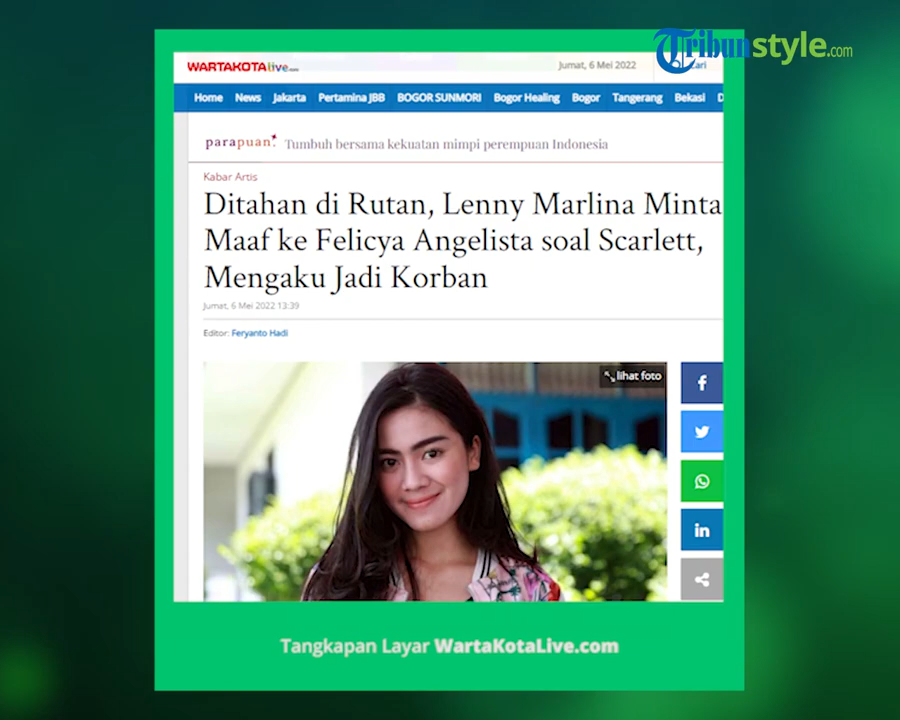 Tribunstyle.com
WARTAKOTAlive.com
Jumat, 6 Mei 2022
Cari
Home News Jakarta Pertamina JBB BOGOR SUNMORI Bogor Healing Bogor Tangerang Bekasi D
parapuan. Tumbuh bersama kekuatan mimpi perempuan Indonesia
Kabar Artis
Ditahan di Rutan, Lenny Marlina Minta
Maaf ke Felicya Angelista soal Scarlett,
Mengaku Jadi Korban
Jumat, 6 Mei 2022 13:39
Editor: Feryanto Hadi
lihat foto
Tangkapan Layar WartaKotaLive.com